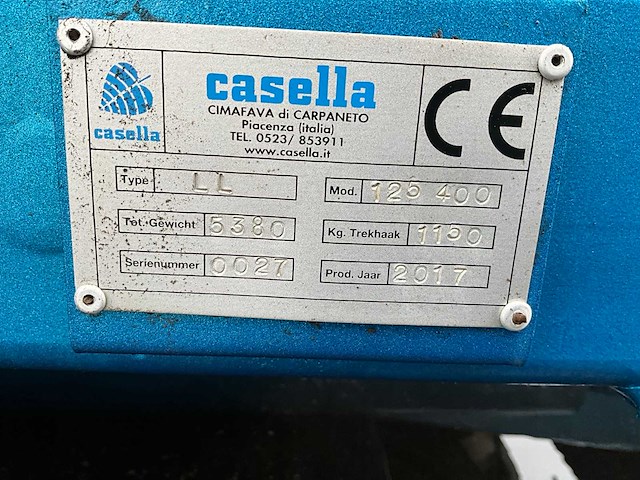 casella
casella
CIMAFAVA di CARPANETO
Piacenza (italia)
TEL. 0523/ 853911
www.casella.it
CE
Type LL
Mod. 125 400
Tot. Gewicht 5380
Kg. Trekhaak 1150
Serienummer 0027
Prod. Jaar 2017